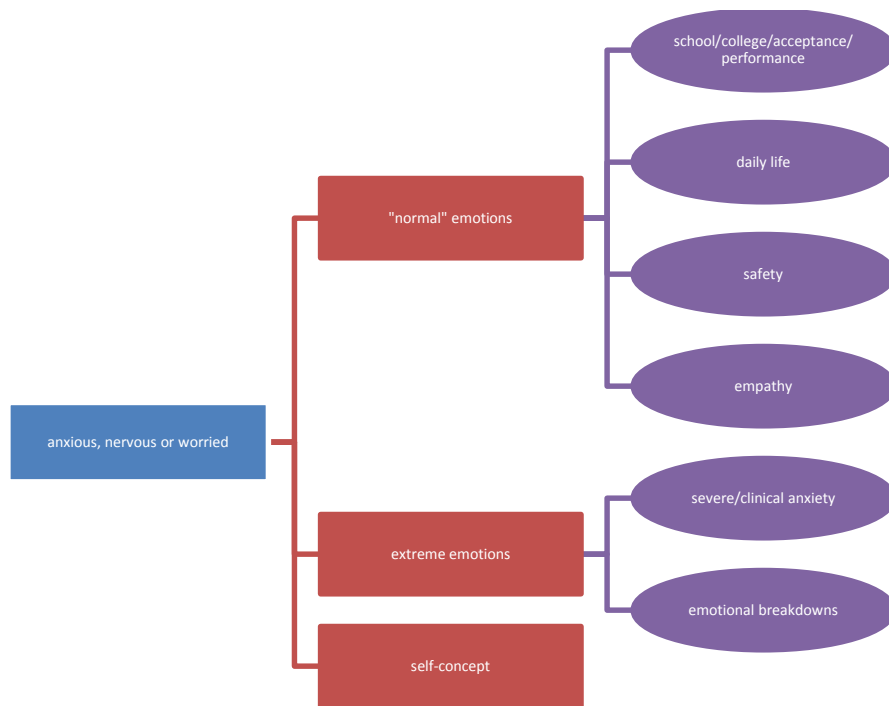 school/college/acceptance/
performance
daily life
"normal" emotions
safety
empathy
anxious, nervous or worried
severe/clinical anxiety
extreme emotions
emotional breakdowns
self-concept